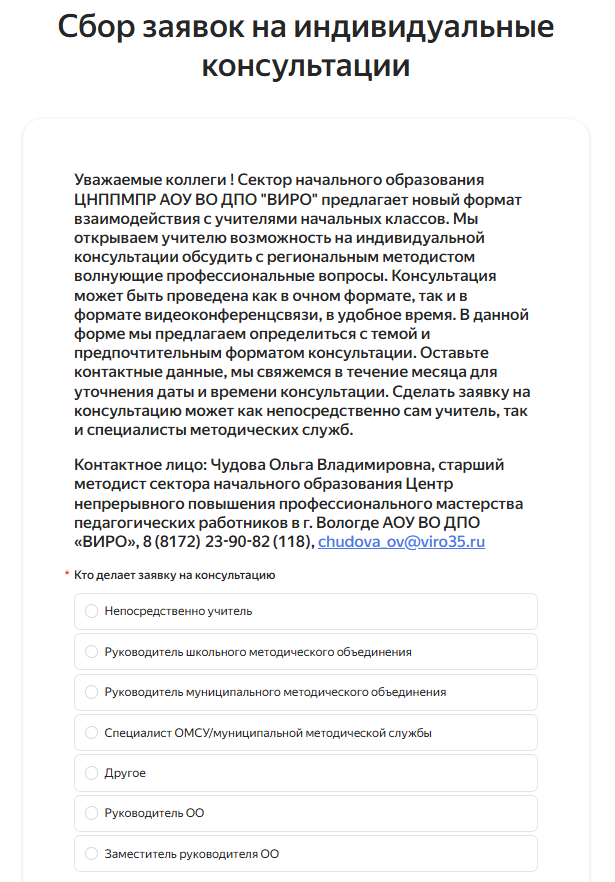 Сбор заявок на индивидуальные
консультации
Уважаемые коллеги ! Сектор начального образования
ЦНППМПР АОУ ВО ДПО "ВИРО" предлагает новый формат
взаимодействия с учителями начальных классов. Мы
открываем учителю возможность на индивидуальной
консультации обсудить с региональным методистом
волнующие профессиональные вопросы. Консультация
может быть проведена как в очном формате, так и в
формате видеоконференцсвязи, в удобное время. В данной
форме мы предлагаем определиться с темой и
предпочтительным форматом консультации. Оставьте
контактные данные, мы свяжемся в течение месяца для
уточнения даты и времени консультации. Сделать заявку на
консультацию может как непосредственно сам учитель, так
и специалисты методических служб.
Контактное лицо: Чудова Ольга Владимировна, старший
методист сектора начального образования Центр
непрерывного повышения профессионального мастерства
педагогических работников в г. Вологде АОУ ВО ДПО
«ВИРО», 8 (8172) 23-90-82 (118), chudova_ov@viro35.ru
* Кто делает заявку на консультацию
Непосредственно учитель
Руководитель школьного методического объединения
Руководитель муниципального методического объединения
Специалист ОМСУ/муниципальной методической службы
Другое
Руководитель ОО
Заместитель руководителя ОО